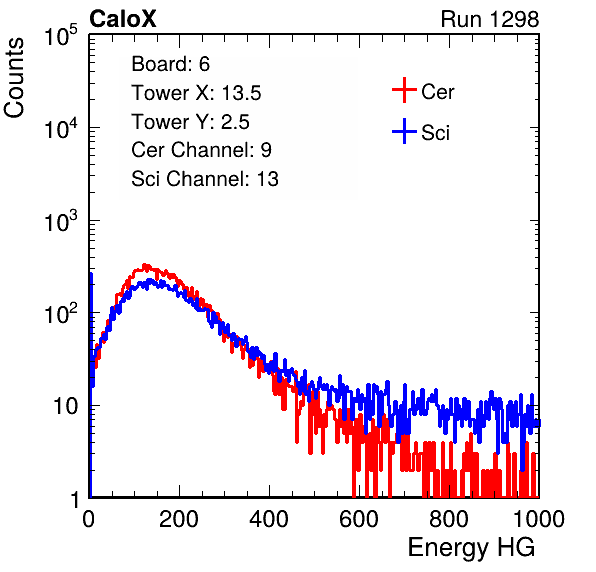 CaloX Run 1298
Counts
Board: 6
Tower X: 13.5
Tower Y: 2.5
Cer Channel: 9
Sci Channel: 13
Cer
Sci
10^5
10^4
10^3
10^2
10
1
0 200 400 600 800 1000
Energy HG